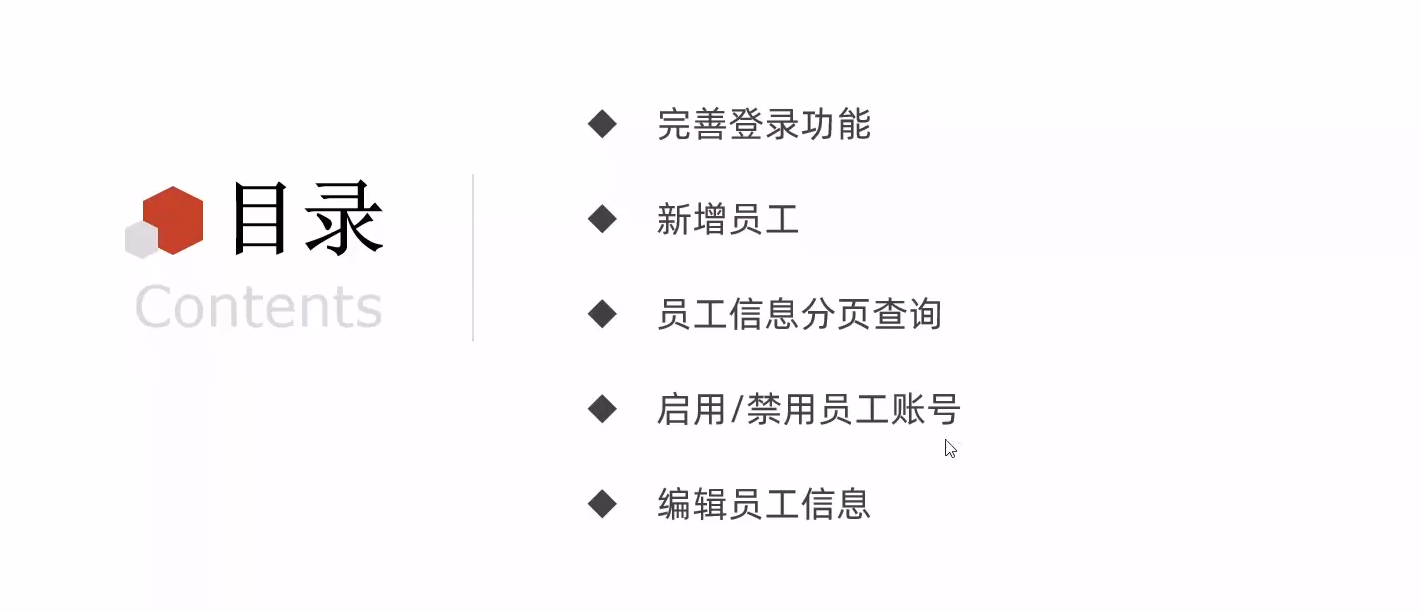 目录
Contents
完善登录功能
新增员工
员工信息分页查询
启用/禁用员工账号
编辑员工信息